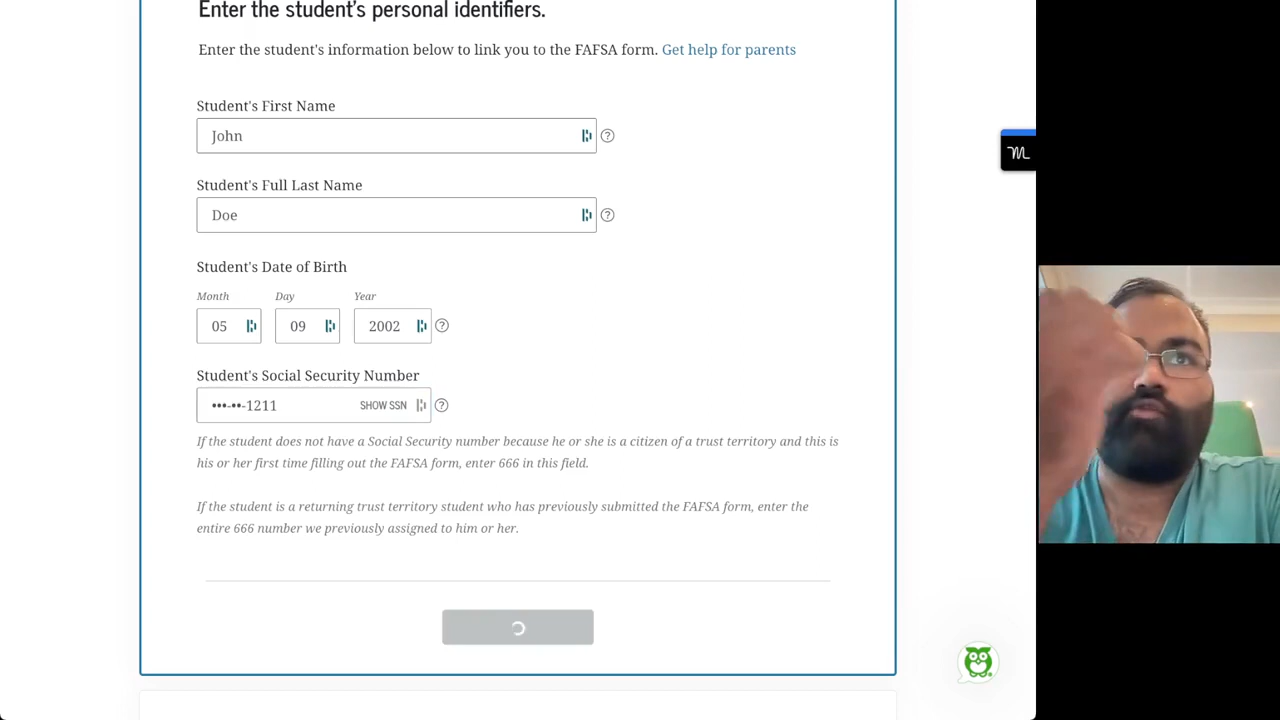 Enter the student's personal identifiers.
Enter the student's information below to link you to the FAFSA form. Get help for parents
Student's First Name
John
Student's Full Last Name
Doe
Student's Date of Birth
Month Day Year
05 09 2002
Student's Social Security Number
•••-••-1211 SHOW SSN
If the student does not have a Social Security number because he or she is a citizen of a trust territory and this is
his or her first time filling out the FAFSA form, enter 666 in this field.
If the student is a returning trust territory student who has previously submitted the FAFSA form, enter the
entire 666 number we previously assigned to him or her.